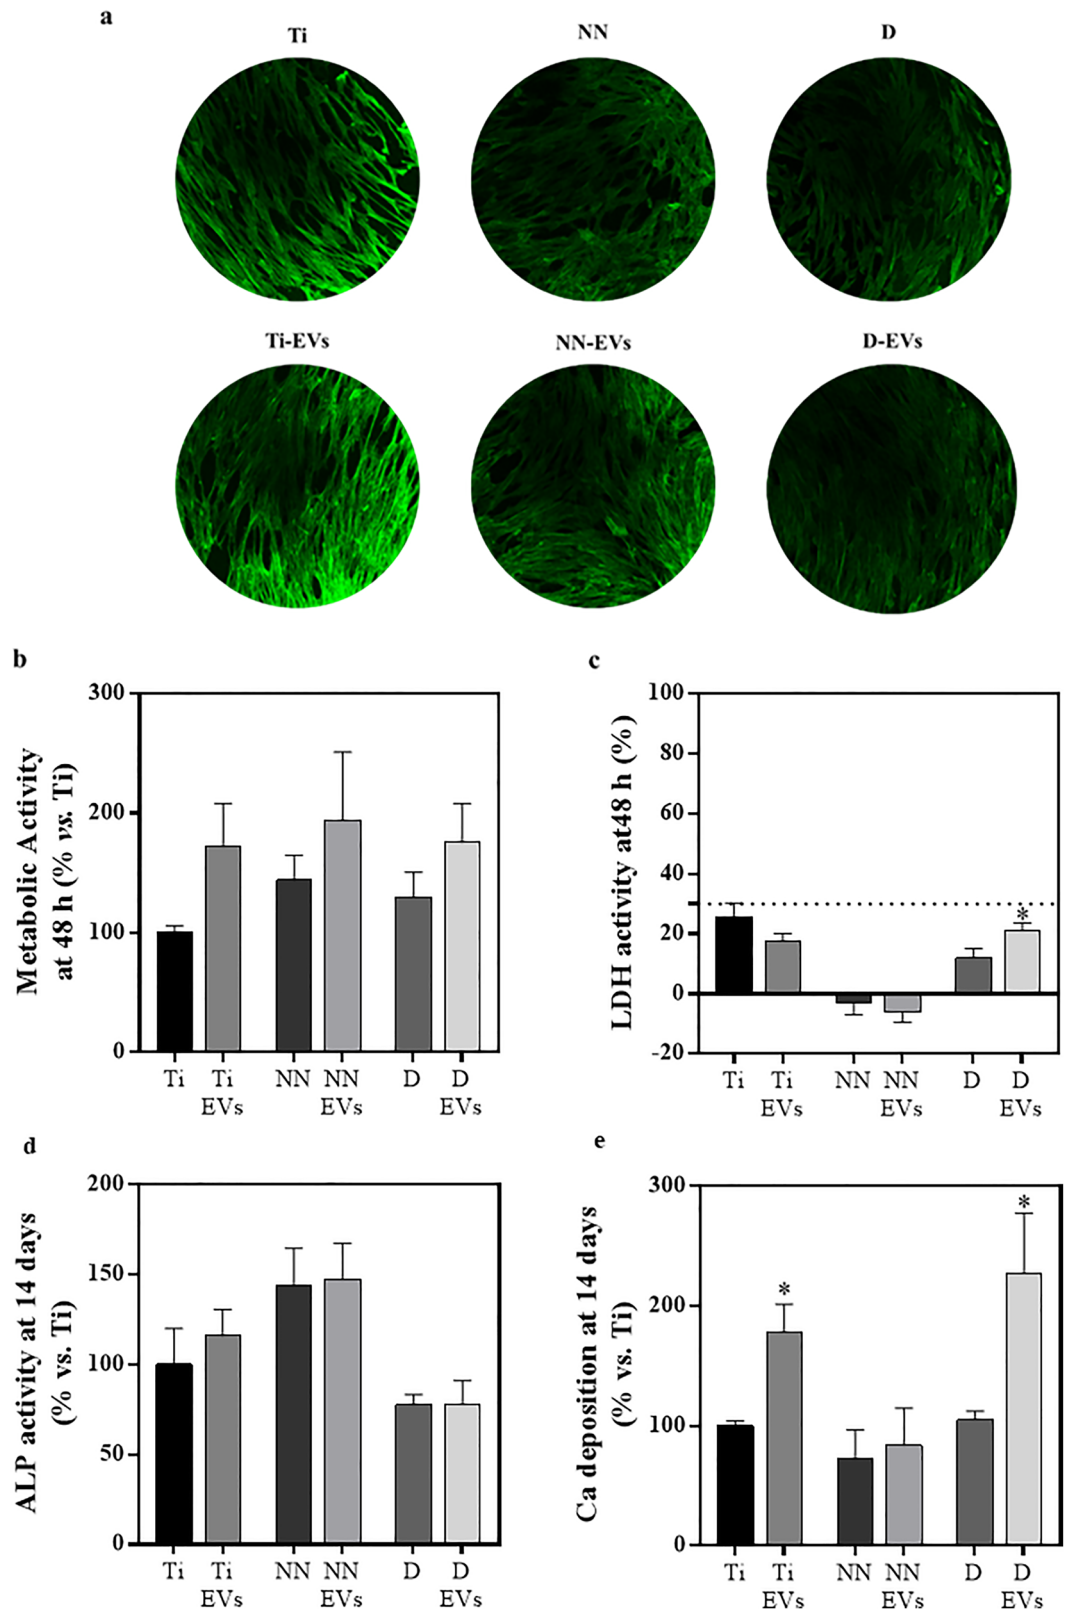 a
Ti
NN
D
Ti-EVs
NN-EVs
D-EVs
b
Metabolic Activity
at 48 h (% vs. Ti)
300
200
100
0
Ti
Ti
EVs
NN
NN
EVs
D
D
EVs
c
LDH activity at48 h (%)
100
80
60
40
20
0
-20
*
Ti
Ti
EVs
NN
NN
EVs
D
D
EVs
d
ALP activity at 14 days
(% vs. Ti)
200
150
100
50
0
Ti
Ti
EVs
NN
NN
EVs
D
D
EVs
e
Ca deposition at 14 days
(% vs. Ti)
300
200
100
0
*
*
Ti
Ti
EVs
NN
NN
EVs
D
D
EVs